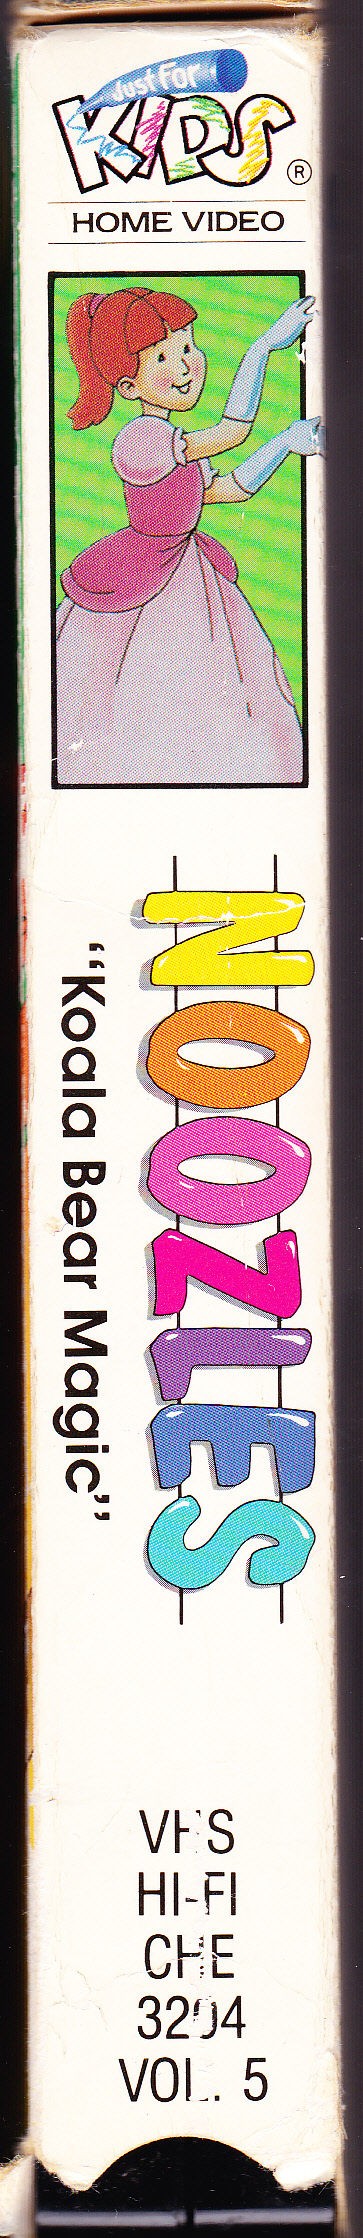 Just For
KIDS ®
HOME VIDEO
NOOZLES
"Koala Bear Magic"
VHS
HI-FI
CHE
3204
VOL. 5